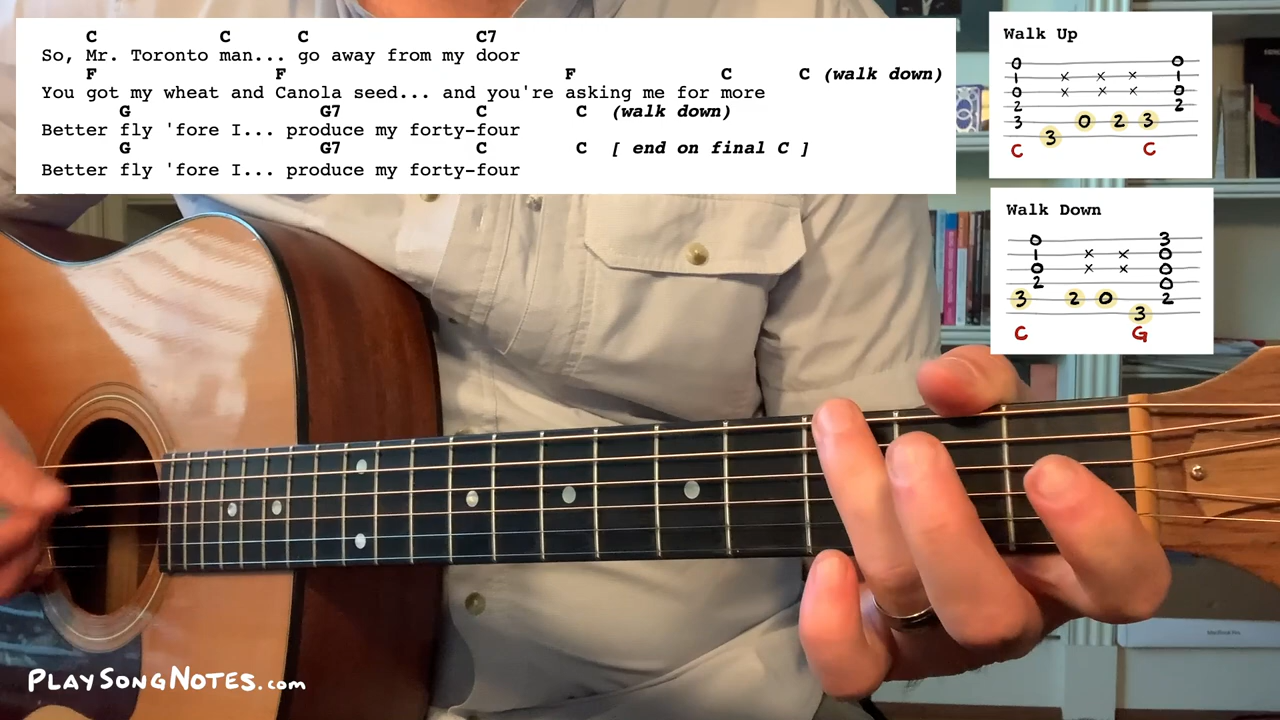 C C C C7
So, Mr. Toronto man... go away from my door
F F F C C (walk down)
You got my wheat and Canola seed... and you're asking me for more
G G7 C C (walk down)
Better fly 'fore I... produce my forty-four
G G7 C C [ end on final C ]
Better fly 'fore I... produce my forty-four
Walk Up
0 0
1 x x x 1
0 x x x 0
2 2
3 0 2 3
3
C C
Walk Down
0 3
1 x x 0
0 x x 0
2 0
3 2 0 2
3
C G
PLAYSONGNOTES.COM